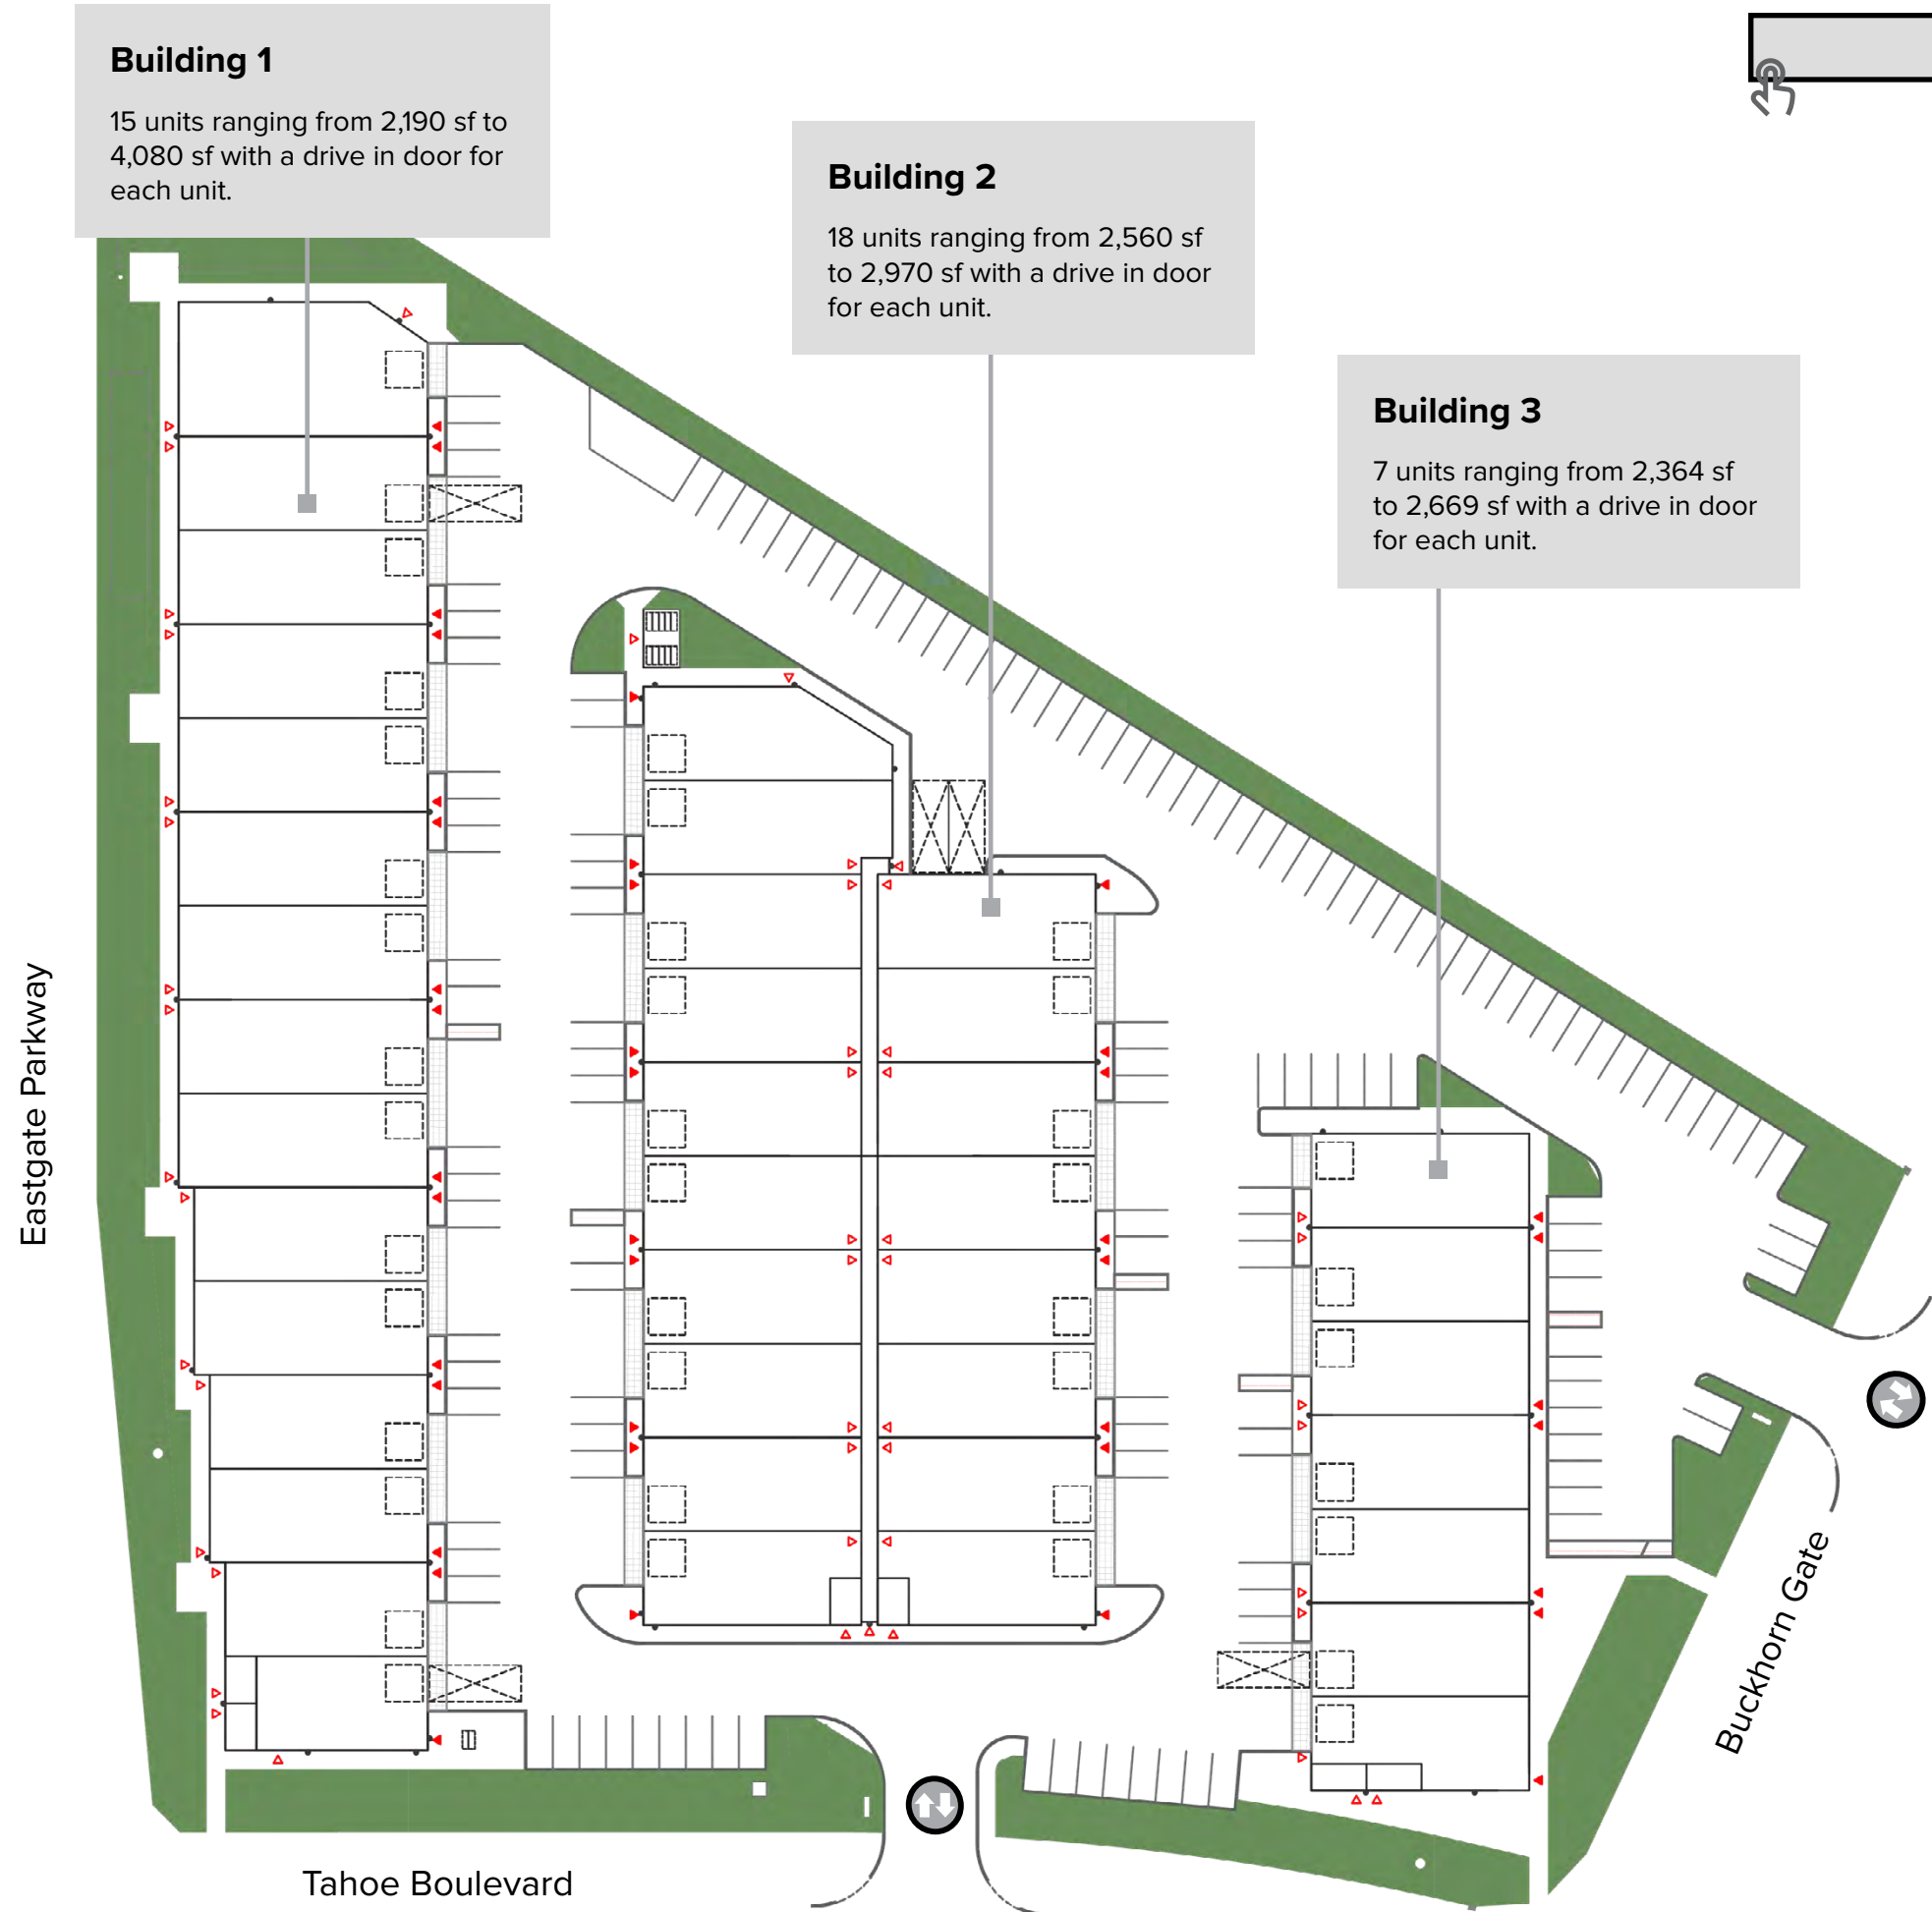 Building 1
15 units ranging from 2,190 sf to
4,080 sf with a drive in door for
each unit.
Building 2
18 units ranging from 2,560 sf
to 2,970 sf with a drive in door
for each unit.
Building 3
7 units ranging from 2,364 sf
to 2,669 sf with a drive in door
for each unit.
Eastgate Parkway
Buckhorn Gate
Tahoe Boulevard